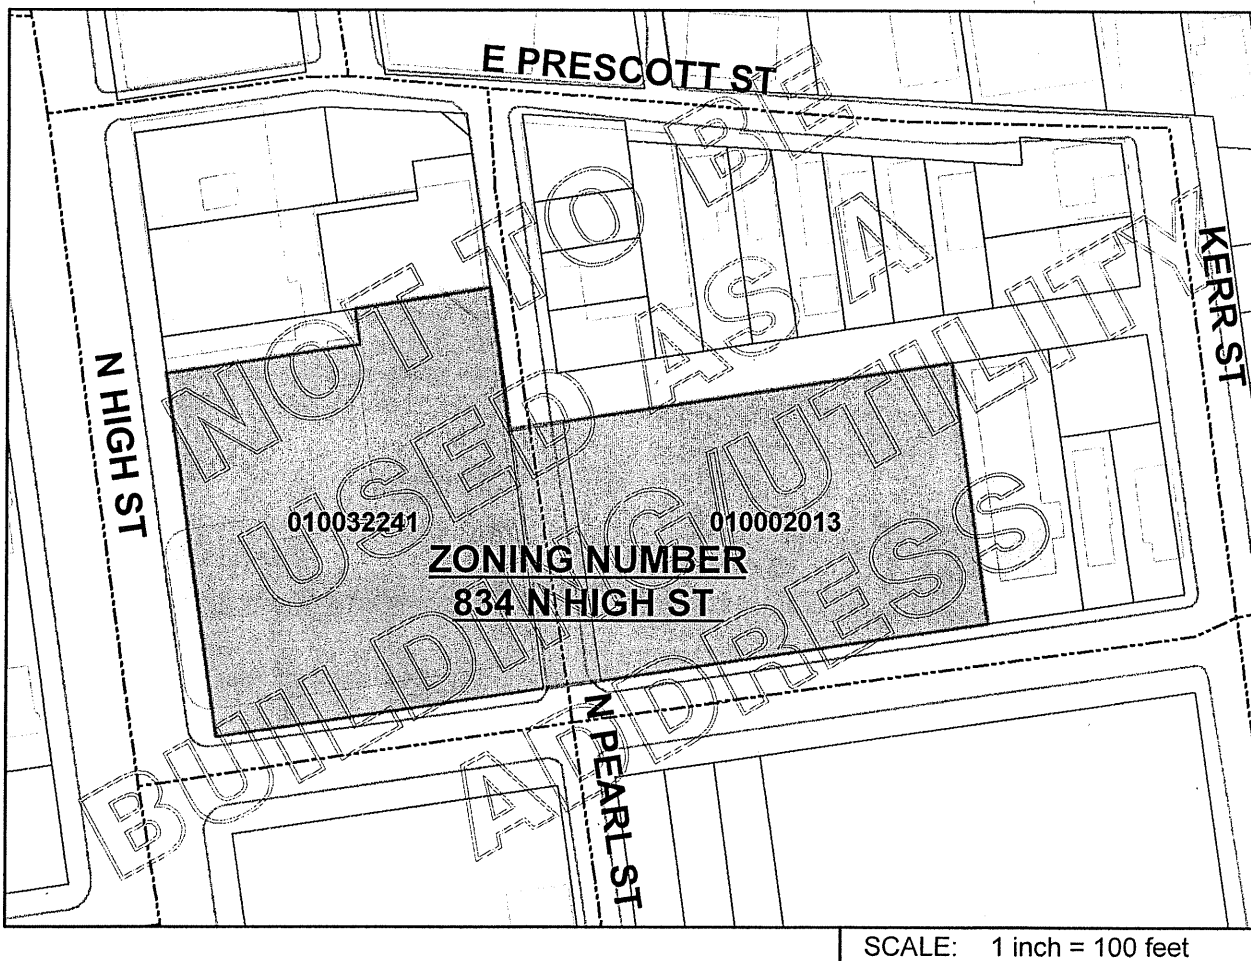 E PRESCOTT ST
KERR ST
N HIGH ST
NOT TO BE
USED AS A
BUILDING/UTILITY
ADDRESS
010032241
010002013
ZONING NUMBER
834 N HIGH ST
N PEARL ST
SCALE: 1 inch = 100 feet